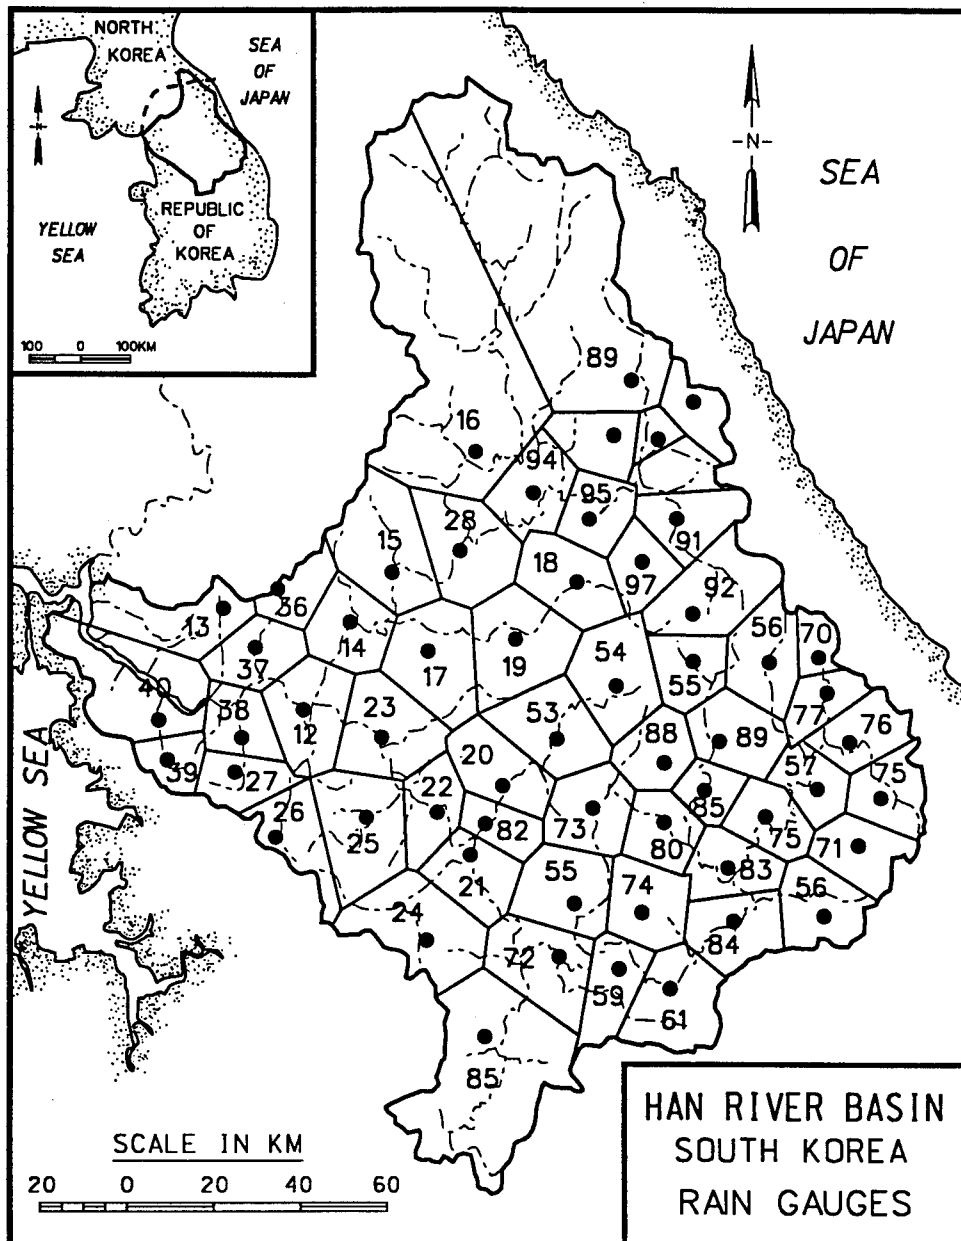 NORTH
KOREA
SEA
OF
JAPAN
-N-
REPUBLIC
OF
KOREA
YELLOW
SEA
100 0 100KM
-N-
SEA
OF
JAPAN
89
16
94
95
28
15
91
18
97
92
36
13
14
56
70
37
17
19
54
55
40
38
12
23
53
77
88
89
76
39
27
20
57
75
22
26
25
82
73
85
80
75
71
21
55
74
83
56
24
84
72
59
61
85
YELLOW SEA
HAN RIVER BASIN
SOUTH KOREA
RAIN GAUGES
SCALE IN KM
20 0 20 40 60